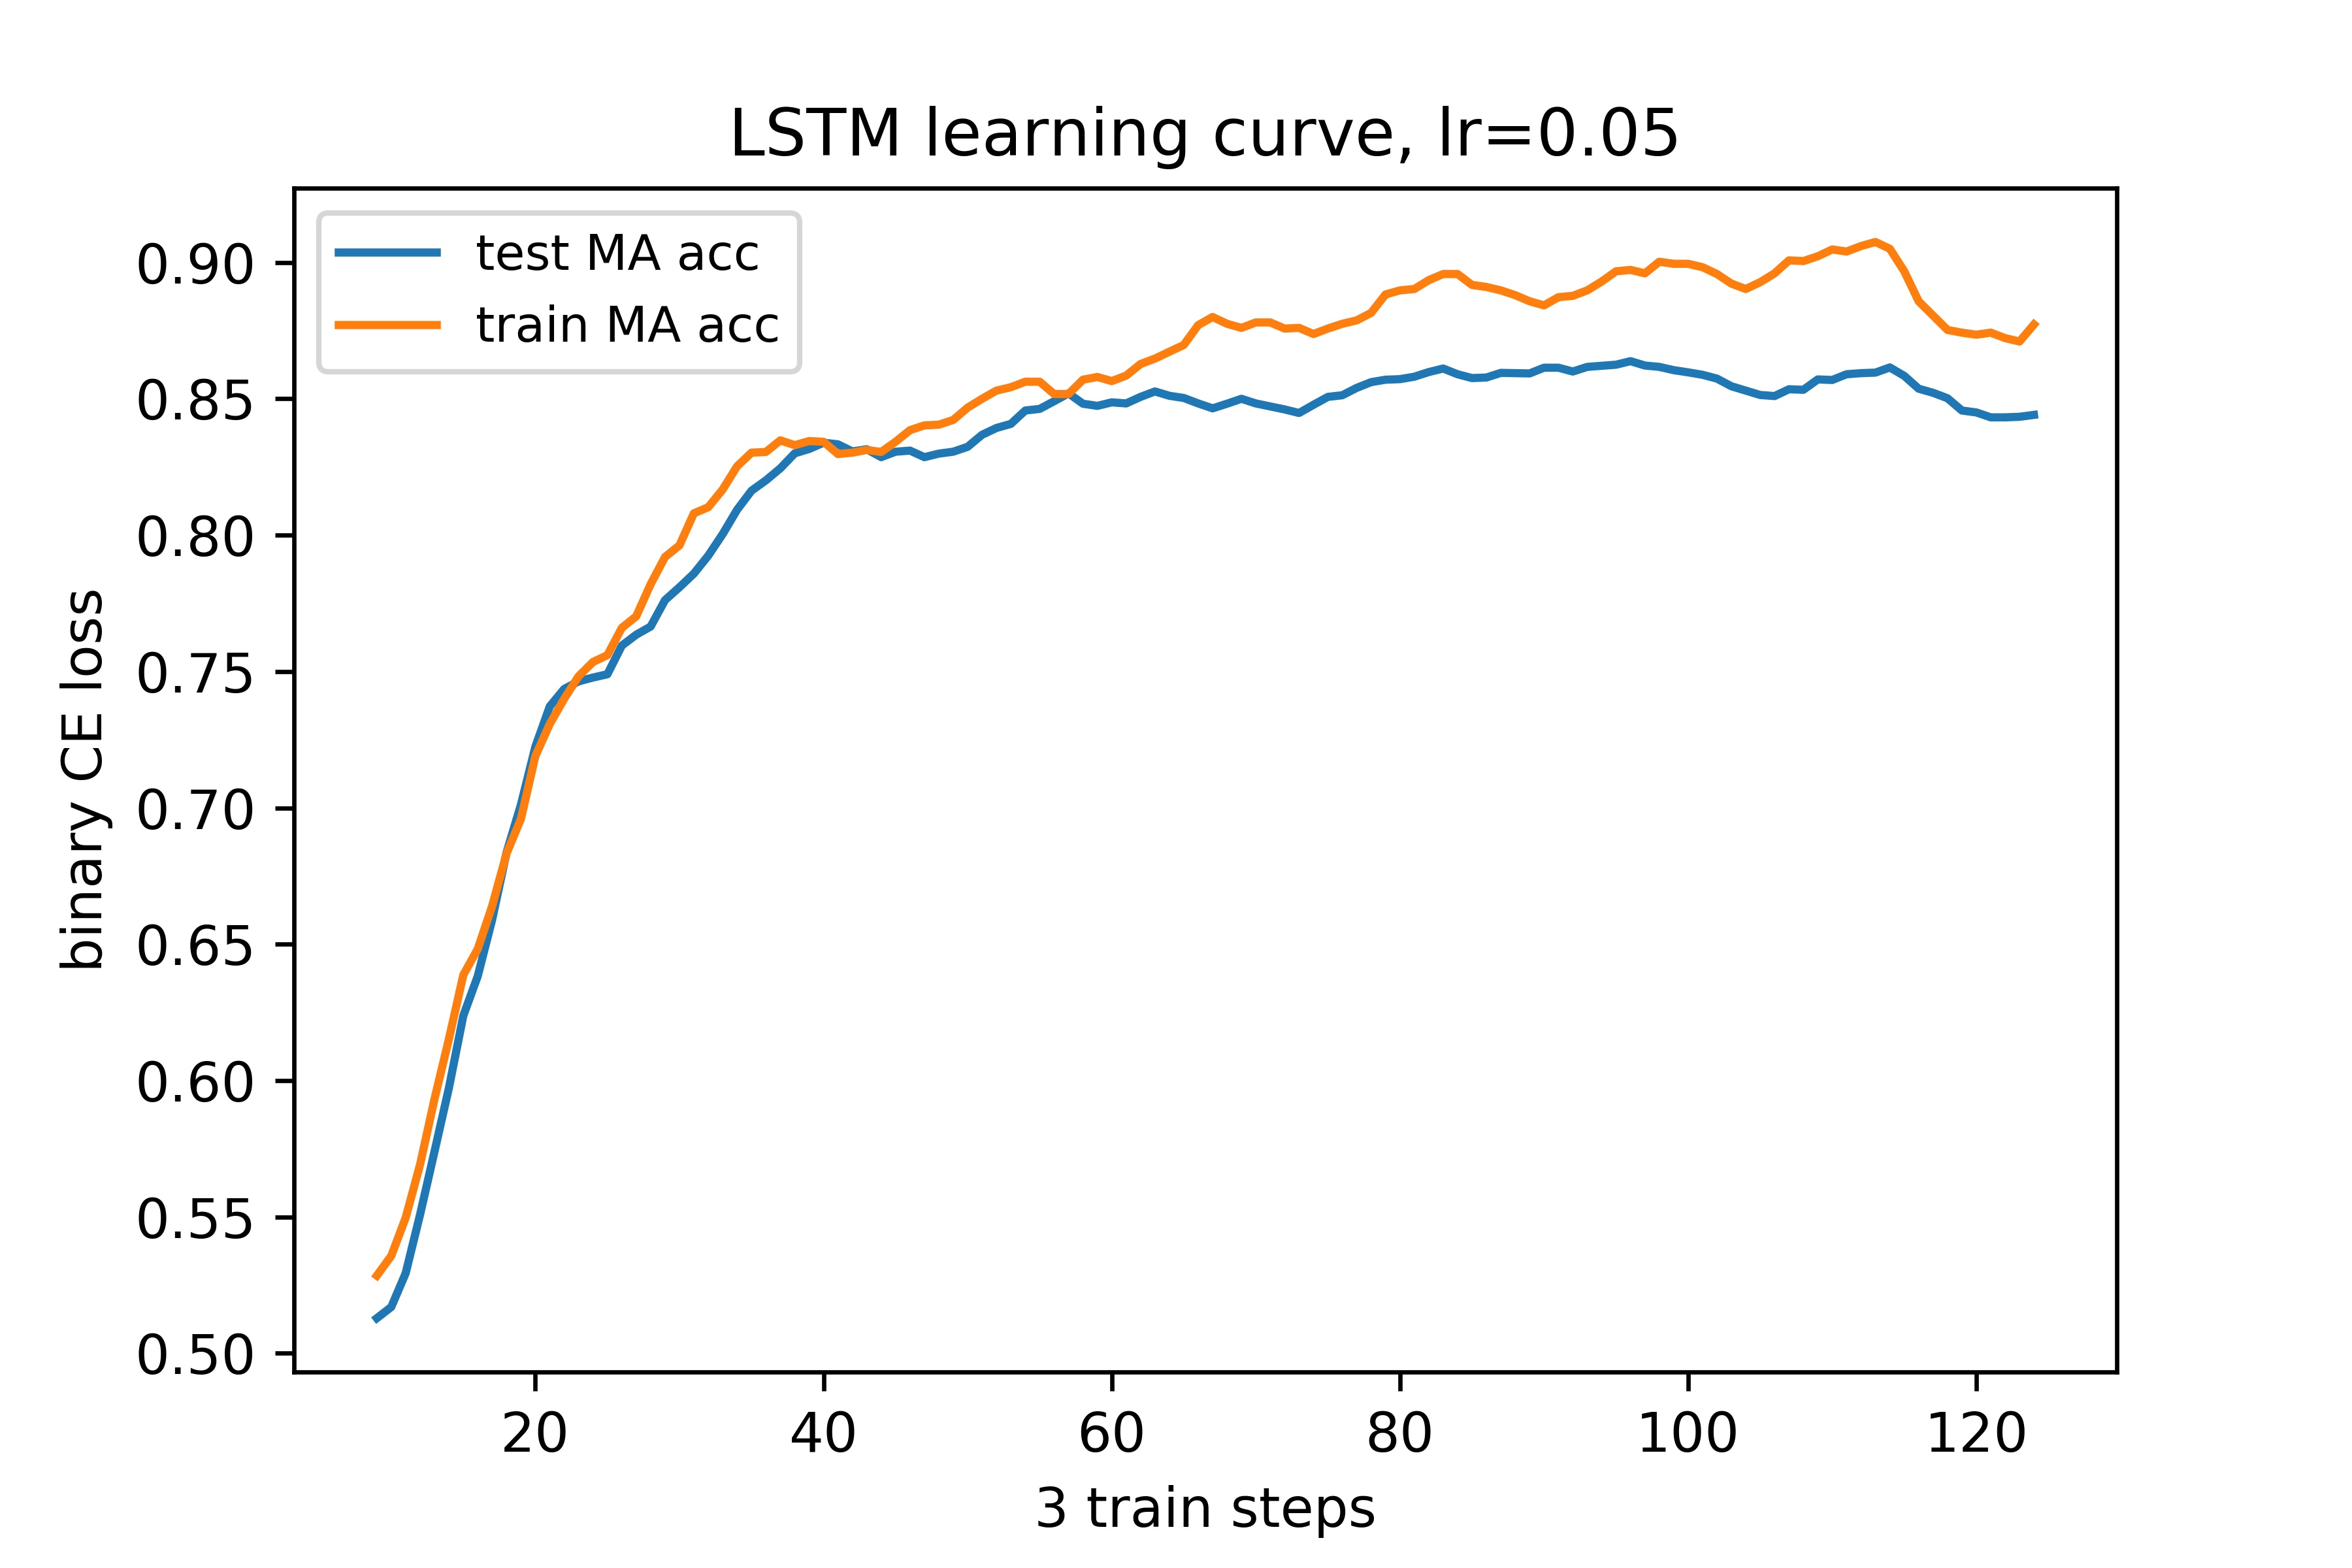 LSTM learning curve, lr=0.05
test MA acc
train MA acc
0.90
0.85
0.80
0.75
0.70
0.65
0.60
0.55
0.50
binary CE loss
20 40 60 80 100 120
3 train steps